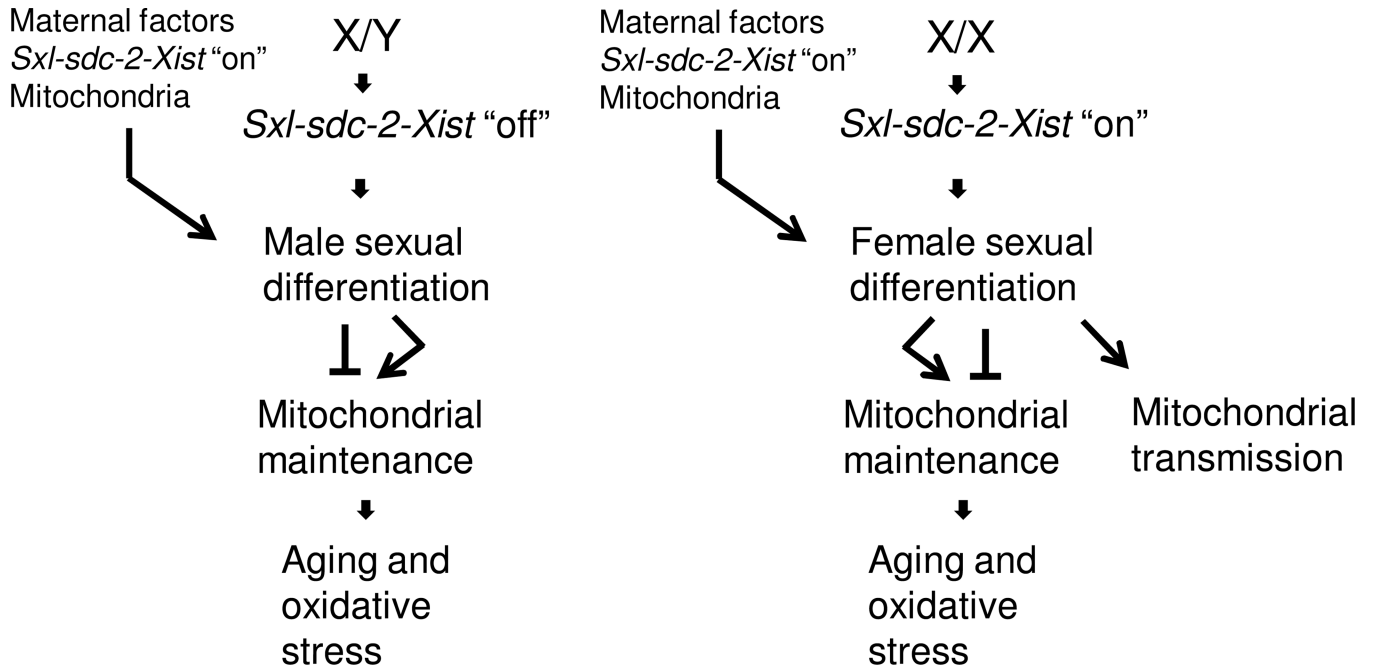 Maternal factors
Sxl-sdc-2-Xist “on”
Mitochondria
X/Y
Sxl-sdc-2-Xist “off”
Male sexual
differentiation
Mitochondrial
maintenance
Aging and
oxidative
stress
Maternal factors
Sxl-sdc-2-Xist “on”
Mitochondria
X/X
Sxl-sdc-2-Xist “on”
Female sexual
differentiation
Mitochondrial
maintenance
Mitochondrial
transmission
Aging and
oxidative
stress